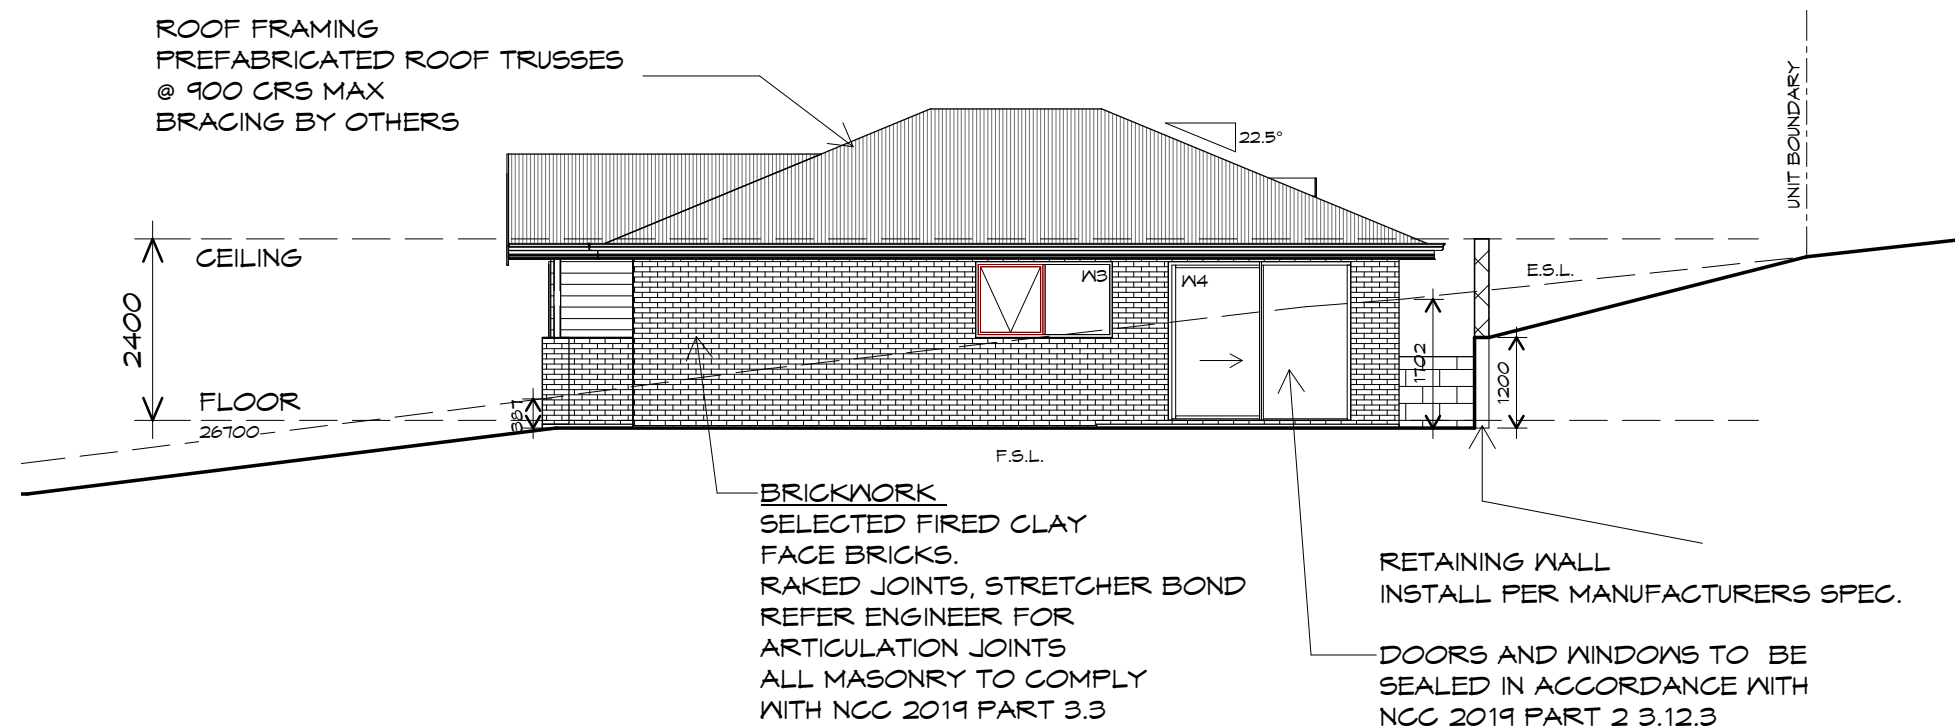 ROOF FRAMING
PREFABRICATED ROOF TRUSSES
@ 900 CRS MAX
BRACING BY OTHERS
22.5°
UNIT BOUNDARY
CEILING
2400
FLOOR
26700
W3
W4
E.S.L.
387
1702
1200
F.S.L.
BRICKWORK
SELECTED FIRED CLAY
FACE BRICKS.
RAKED JOINTS, STRETCHER BOND
REFER ENGINEER FOR
ARTICULATION JOINTS
ALL MASONRY TO COMPLY
WITH NCC 2019 PART 3.3
RETAINING WALL
INSTALL PER MANUFACTURERS SPEC.
DOORS AND WINDOWS TO BE
SEALED IN ACCORDANCE WITH
NCC 2019 PART 2 3.12.3